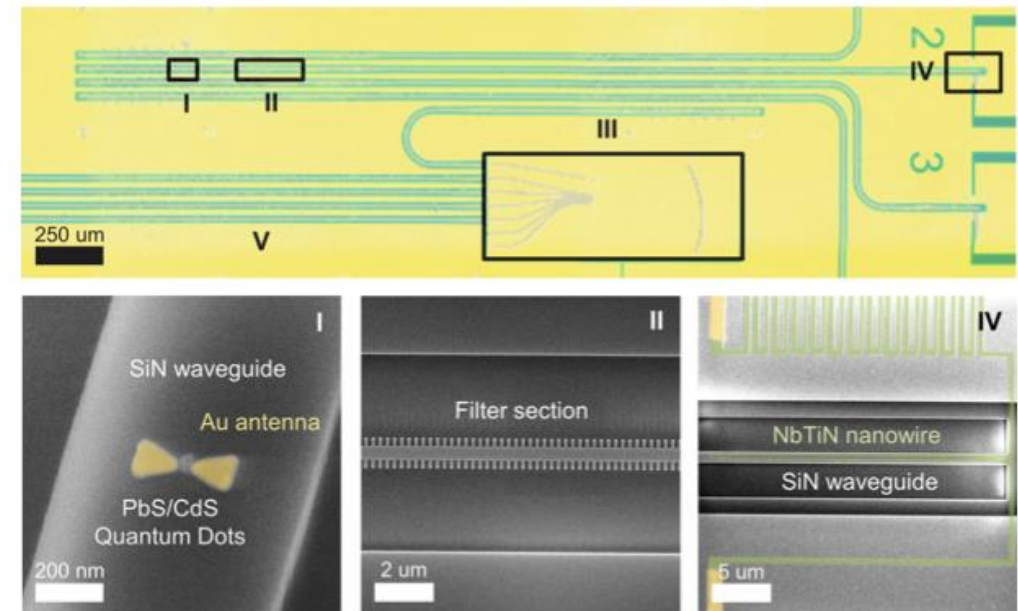 2
IV
I
II
III
3
250 um
V
I
SiN waveguide
Au antenna
PbS/CdS
Quantum Dots
200 nm
II
Filter section
2 um
IV
NbTiN nanowire
SiN waveguide
5 um